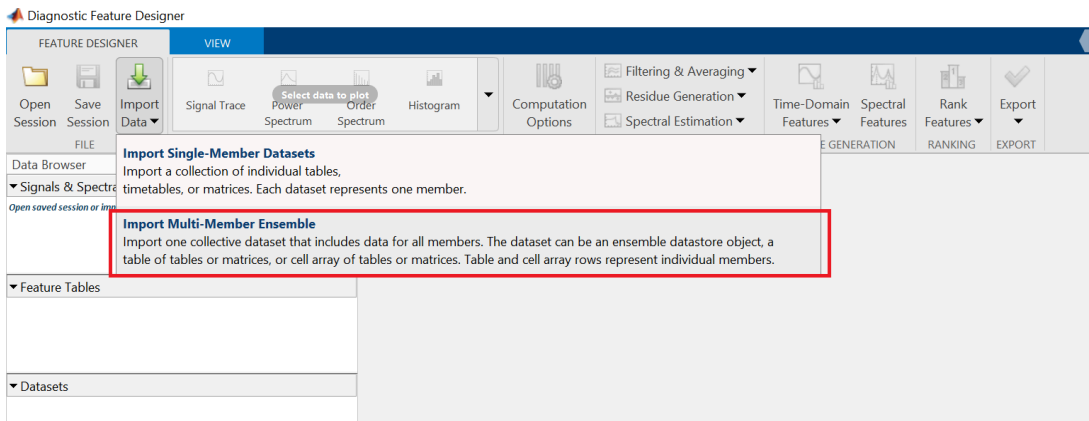 Diagnostic Feature Designer
FEATURE DESIGNER
VIEW
Open
Session
Save
Session
Import
Data
Signal Trace
Power
Spectrum
Order
Spectrum
Select data to plot
Histogram
Computation
Options
Filtering & Averaging
Residue Generation
Spectral Estimation
Time-Domain
Features
Spectral
Features
Rank
Features
Export
FILE
E GENERATION
RANKING
EXPORT
Import Single-Member Datasets
Import a collection of individual tables,
timetables, or matrices. Each dataset represents one member.
Import Multi-Member Ensemble
Import one collective dataset that includes data for all members. The dataset can be an ensemble datastore object, a
table of tables or matrices, or cell array of tables or matrices. Table and cell array rows represent individual members.
Data Browser
Signals & Spectra
Open saved session or imp
Feature Tables
Datasets